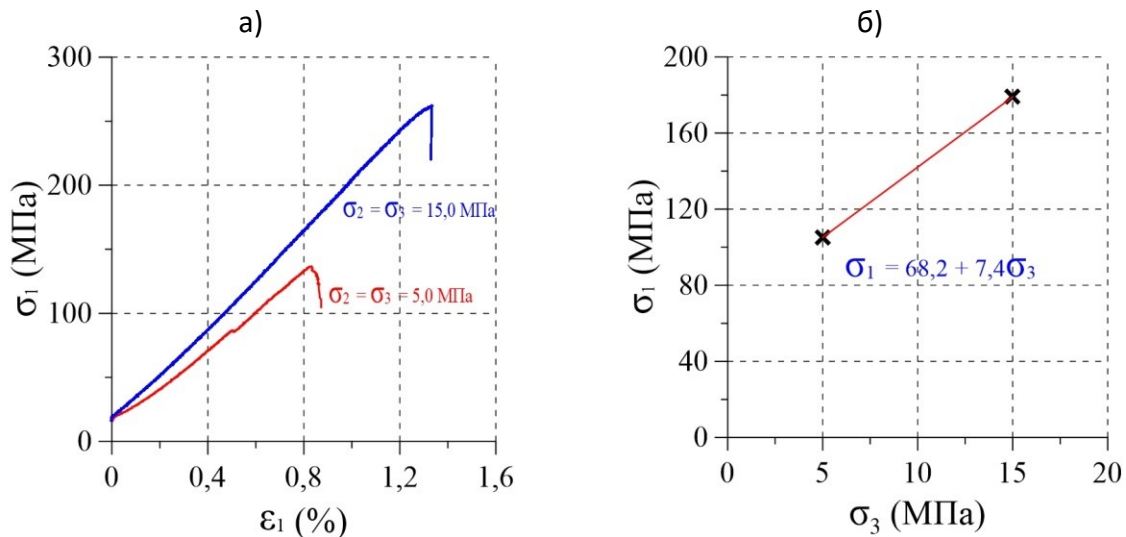 а)
300
200
100
0
σ₁ (МПа)
σ₂ = σ₃ = 15,0 МПа
σ₂ = σ₃ = 5,0 МПа
0 0,4 0,8 1,2 1,6
ε₁ (%)
б)
200
160
120
80
40
0
σ₁ (МПа)
σ₁ = 68,2 + 7,4σ₃
0 5 10 15 20
σ₃ (МПа)